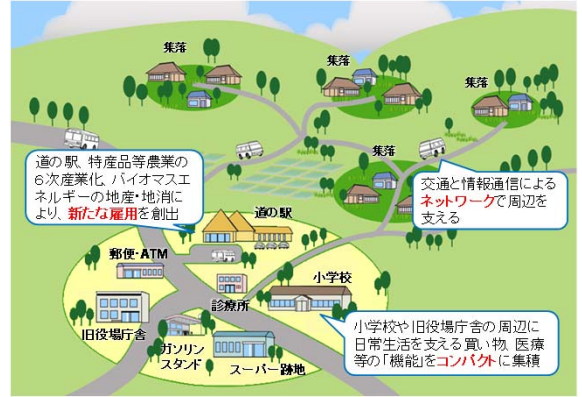 集落
集落
集落
集落
道の駅、特産品等農業の
６次産業化、バイオマスエ
ネルギーの地産・地消に
より、新たな雇用を創出
交通と情報通信による
ネットワークで周辺を
支える
道の駅
郵便・ATM
小学校
診療所
旧役場庁舎
ガソリン
スタンド
スーパー跡地
小学校や旧役場庁舎の周辺に
日常生活を支える買い物、医療
等の「機能」をコンパクトに集積